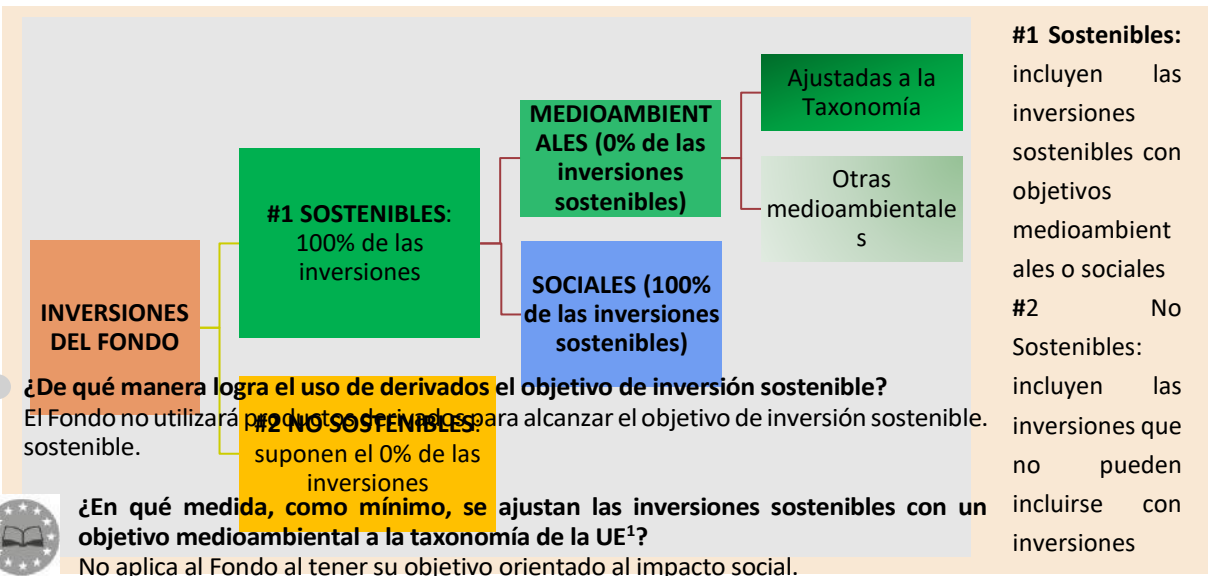 INVERSIONES
DEL FONDO
#1 SOSTENIBLES:
100% de las
inversiones
MEDIOAMBIENT
ALES (0% de las
inversiones
sostenibles)
Ajustadas a la
Taxonomía
Otras
medioambientale
s
SOCIALES (100%
de las inversiones
sostenibles)
#2 NO SOSTENIBLES:
suponen el 0% de las
inversiones
¿De qué manera logra el uso de derivados el objetivo de inversión sostenible?
El Fondo no utilizará productos derivados para alcanzar el objetivo de inversión sostenible.
sostenible.
¿En qué medida, como mínimo, se ajustan las inversiones sostenibles con un
objetivo medioambiental a la taxonomía de la UE¹?
No aplica al Fondo al tener su objetivo orientado al impacto social.
#1 Sostenibles:
incluyen las
inversiones
sostenibles con
objetivos
medioambient
ales o sociales
#2 No
Sostenibles:
incluyen las
inversiones que
no pueden
incluirse con
inversiones